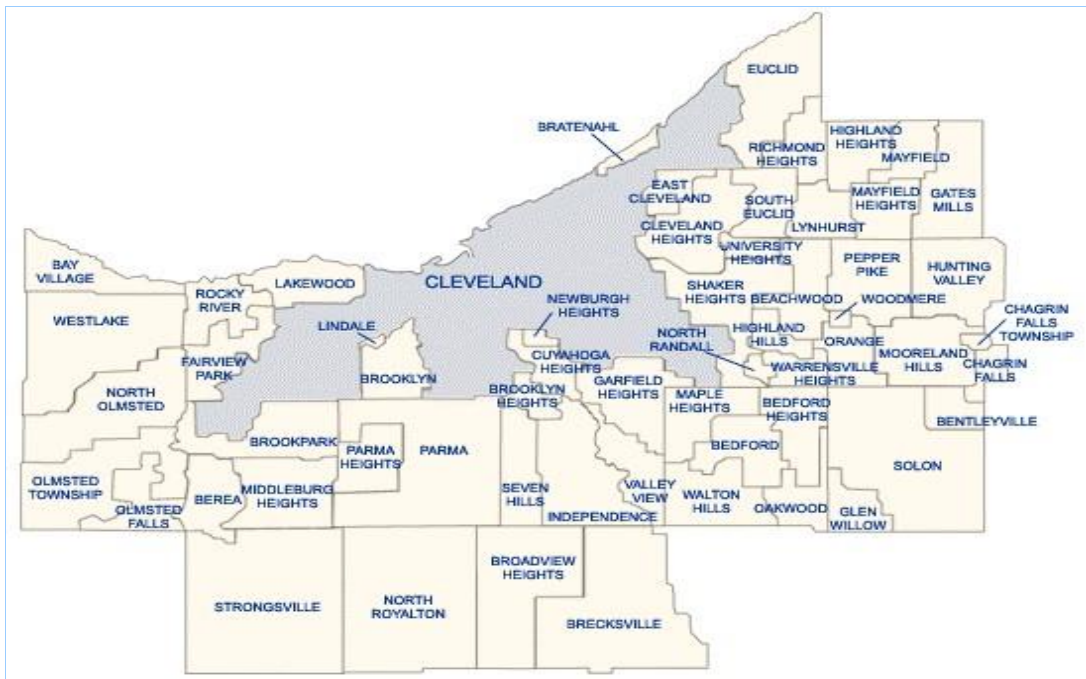 EUCLID
BRATENAHL
HIGHLAND
HEIGHTS
RICHMOND
HEIGHTS
MAYFIELD
EAST
CLEVELAND
SOUTH
EUCLID
MAYFIELD
HEIGHTS
GATES
MILLS
CLEVELAND
HEIGHTS
LYNHURST
UNIVERSITY
HEIGHTS
BAY
VILLAGE
PEPPER
PIKE
HUNTING
VALLEY
LAKEWOOD
CLEVELAND
SHAKER
HEIGHTS
ROCKY
RIVER
NEWBURGH
HEIGHTS
BEACHWOOD
WOODMERE
CHAGRIN
FALLS
TOWNSHIP
WESTLAKE
LINDALE
NORTH
RANDALL
HIGHLAND
HILLS
ORANGE
FAIRVIEW
PARK
CUYAHOGA
HEIGHTS
MOORELAND
HILLS
CHAGRIN
FALLS
BROOKLYN
BROOKLYN
HEIGHTS
GARFIELD
HEIGHTS
WARRENSVILLE
HEIGHTS
NORTH
OLMSTED
MAPLE
HEIGHTS
BEDFORD
HEIGHTS
BENTLEYVILLE
BROOKPARK
PARMA
HEIGHTS
PARMA
BEDFORD
SOLON
OLMSTED
TOWNSHIP
BEREA
MIDDLEBURG
HEIGHTS
SEVEN
HILLS
VALLEY
VIEW
WALTON
HILLS
OAKWOOD
OLMSTED
FALLS
INDEPENDENCE
GLEN
WILLOW
BROADVIEW
HEIGHTS
STRONGSVILLE
NORTH
ROYALTON
BRECKSVILLE